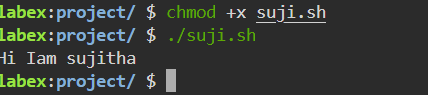 labex:project/ $ chmod +x suji.sh
labex:project/ $ ./suji.sh
Hi Iam sujitha
labex:project/ $